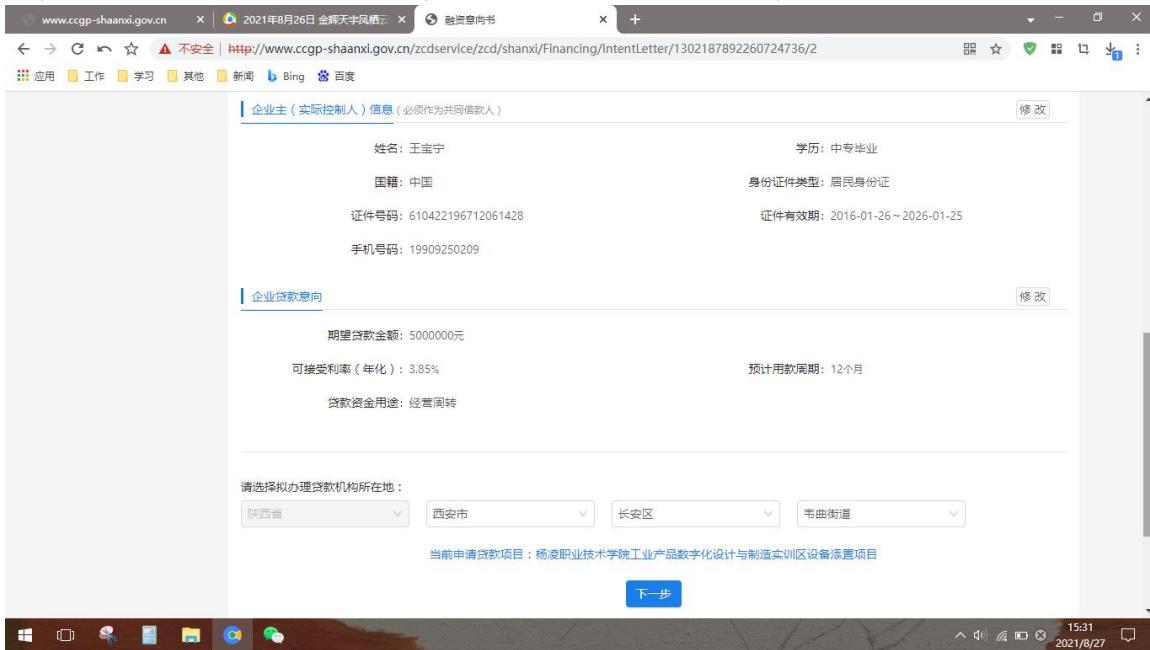 www.ccgp-shaanxi.gov.cn
2021年8月26日 金辉天宇凤栖云
融资意向书
不安全 http://www.ccgp-shaanxi.gov.cn/zcdservice/zcd/shanxi/Financing/IntentLetter/1302187892260724736/2
应用 工作 学习 其他 新闻 Bing 百度
企业主（实际控制人）信息（必须作为共同借款人） 修改
姓名：王宝宁 学历：中专毕业
国籍：中国 身份证件类型：居民身份证
证件号码：610422196712061428 证件有效期：2016-01-26 ~ 2026-01-25
手机号码：19909250209
企业贷款意向 修改
期望贷款金额：5000000元
可接受利率（年化）：3.85% 预计用款周期：12个月
贷款资金用途：经营周转
请选择拟办理贷款机构所在地：
陕西省 西安市 长安区 韦曲街道
当前申请贷款项目：杨凌职业技术学院工业产品数字化设计与制造实训区设备添置项目
下一步
15:31
2021/8/27